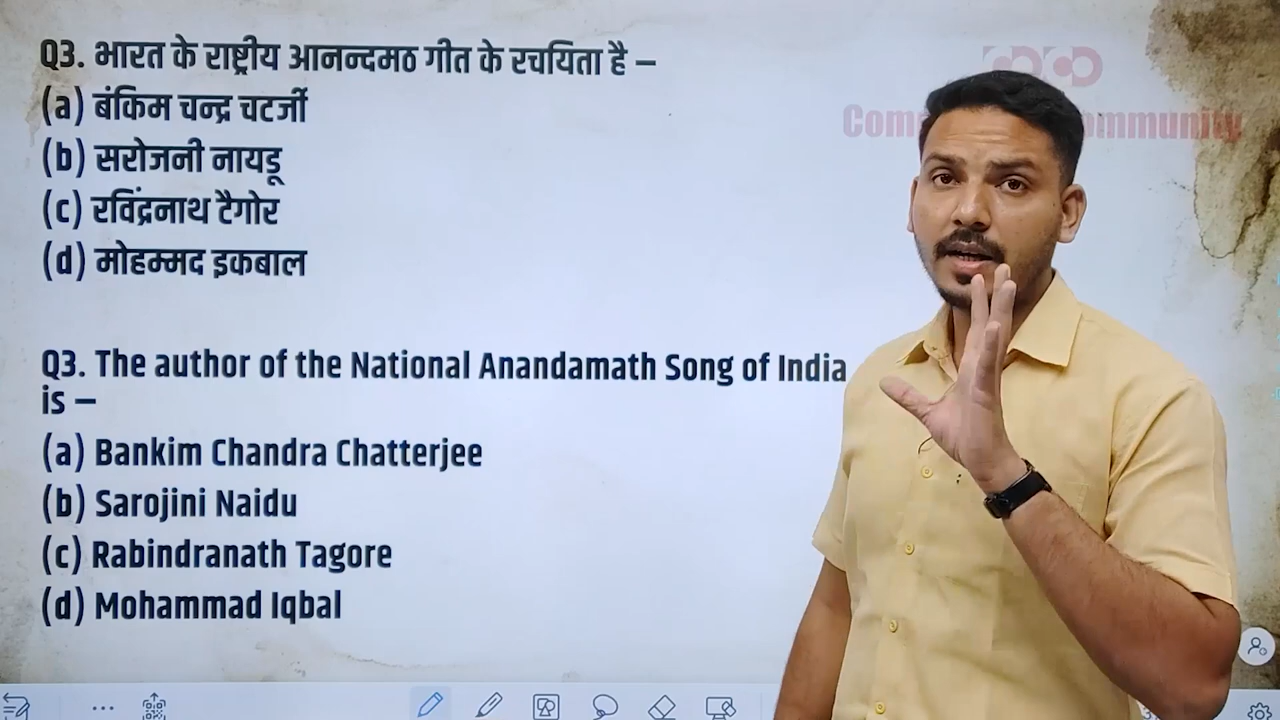 Q3. भारत के राष्ट्रीय आनन्दमठ गीत के रचयिता है –
(a) बंकिम चन्द्र चटर्जी
(b) सरोजनी नायडू
(c) रविंद्रनाथ टैगोर
(d) मोहम्मद इकबाल
Q3. The author of the National Anandamath Song of India
is –
(a) Bankim Chandra Chatterjee
(b) Sarojini Naidu
(c) Rabindranath Tagore
(d) Mohammad Iqbal